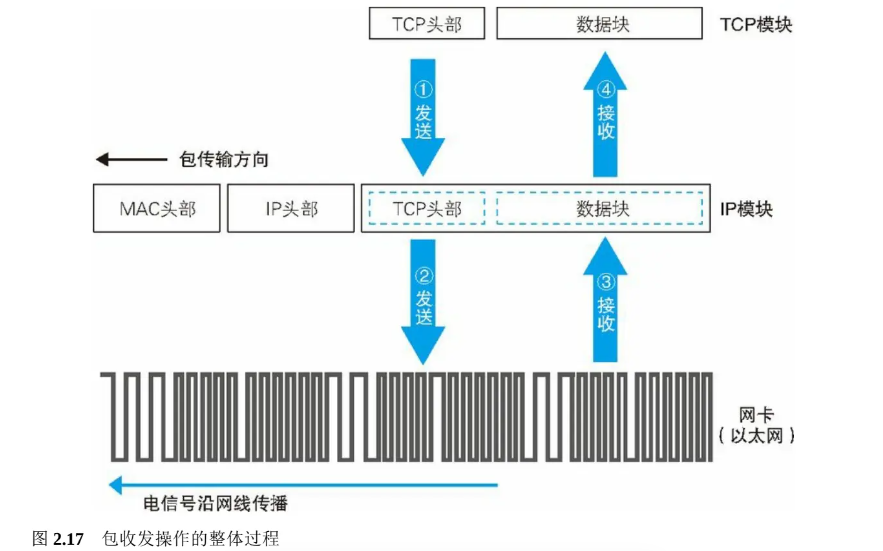 TCP头部 数据块 TCP模块
① 发送
④ 接收
包传输方向
MAC头部 IP头部 TCP头部 数据块 IP模块
② 发送
③ 接收
网卡
（以太网）
电信号沿网线传播
图 2.17 包收发操作的整体过程